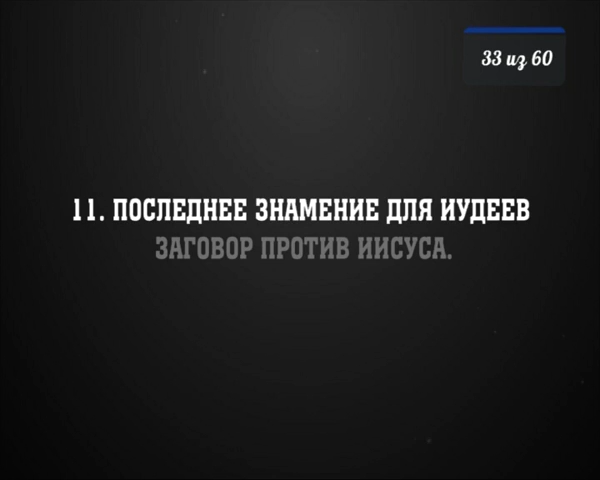 33 из 60
11. ПОСЛЕДНЕЕ ЗНАМЕНИЕ ДЛЯ ИУДЕЕВ
ЗАГОВОР ПРОТИВ ИИСУСА.